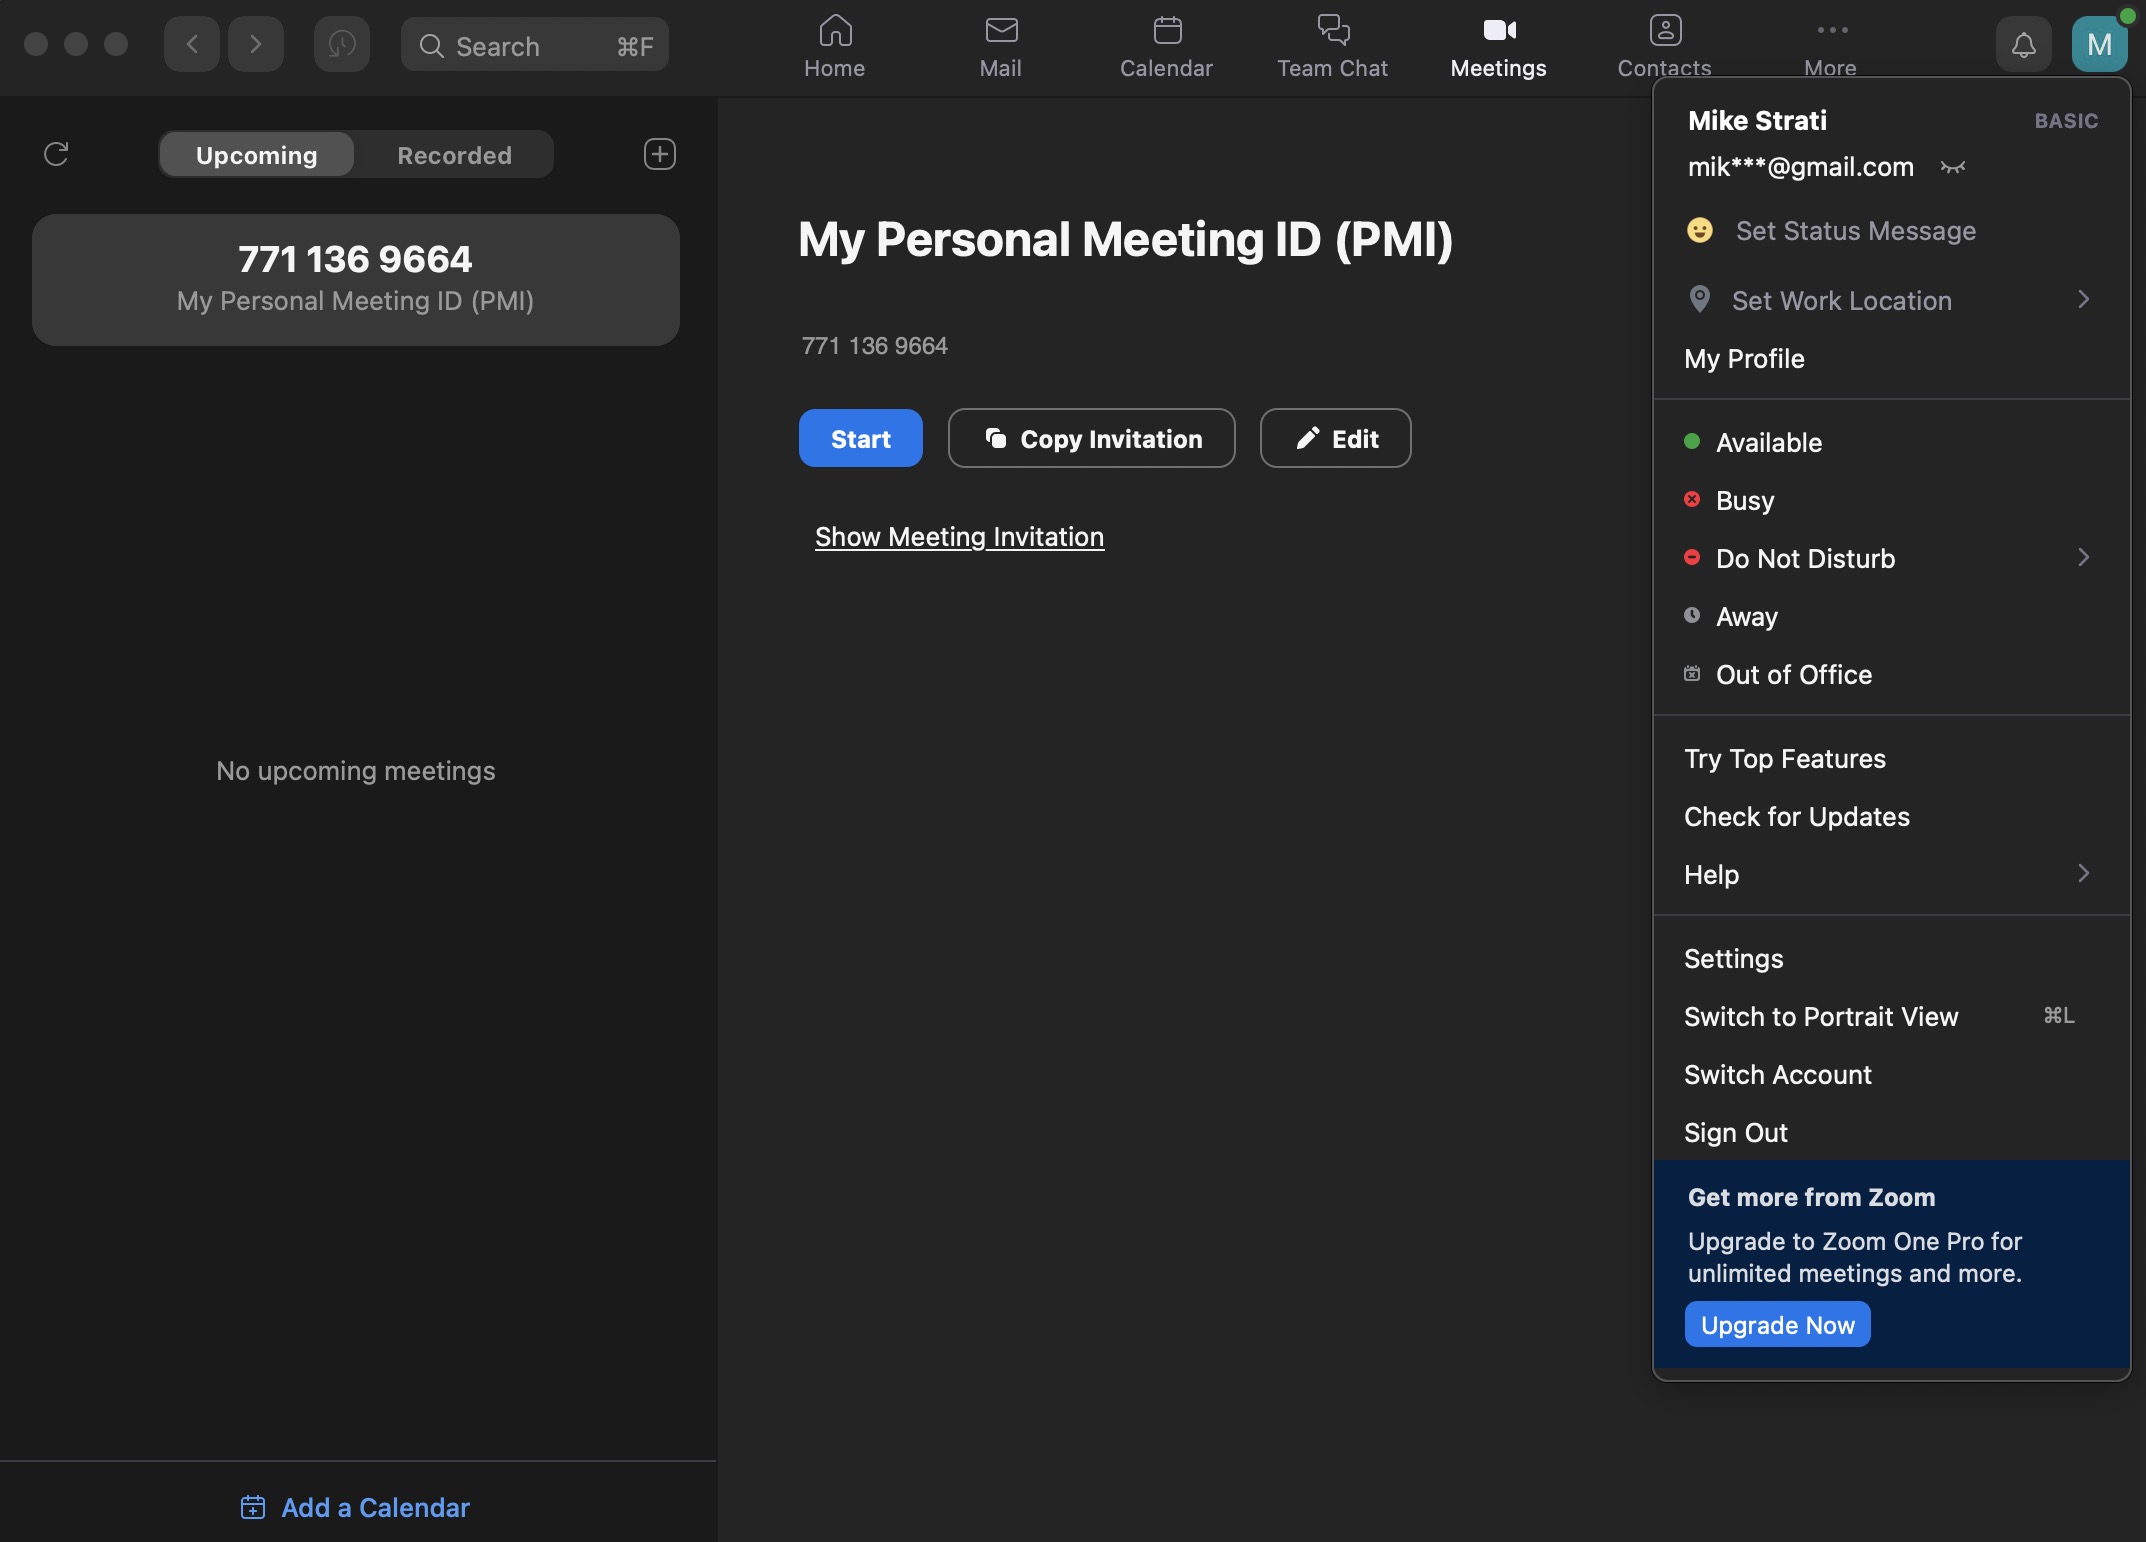 Search ⌘F
Home
Mail
Calendar
Team Chat
Meetings
Contacts
More
M
Upcoming
Recorded
771 136 9664
My Personal Meeting ID (PMI)
No upcoming meetings
Add a Calendar
My Personal Meeting ID (PMI)
771 136 9664
Start
Copy Invitation
Edit
Show Meeting Invitation
Mike Strati BASIC
mik***@gmail.com
Set Status Message
Set Work Location
My Profile
Available
Busy
Do Not Disturb
Away
Out of Office
Try Top Features
Check for Updates
Help
Settings
Switch to Portrait View ⌘L
Switch Account
Sign Out
Get more from Zoom
Upgrade to Zoom One Pro for
unlimited meetings and more.
Upgrade Now